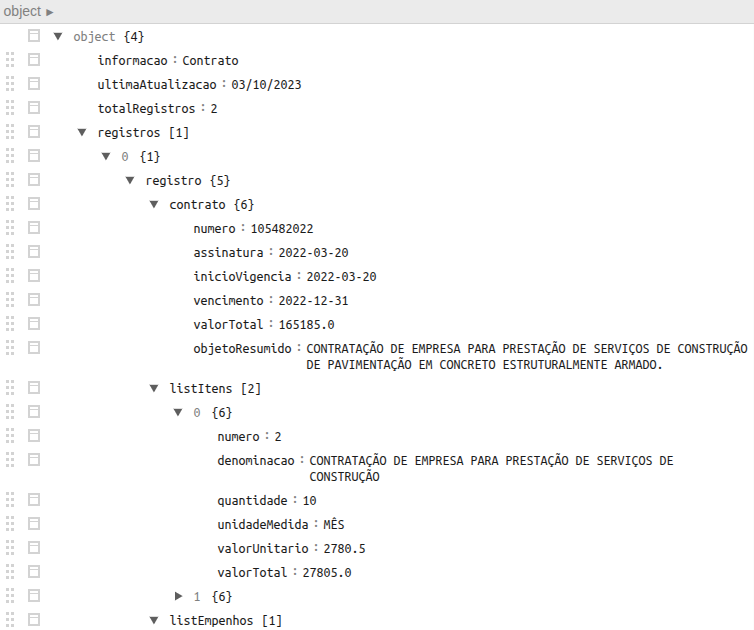 object ►
▼ object {4}
informacao : Contrato
ultimaAtualizacao : 03/10/2023
totalRegistros : 2
▼ registros [1]
▼ 0 {1}
▼ registro {5}
▼ contrato {6}
numero : 105482022
assinatura : 2022-03-20
inicioVigencia : 2022-03-20
vencimento : 2022-12-31
valorTotal : 165185.0
objetoResumido : CONTRATAÇÃO DE EMPRESA PARA PRESTAÇÃO DE SERVIÇOS DE CONSTRUÇÃO
DE PAVIMENTAÇÃO EM CONCRETO ESTRUTURALMENTE ARMADO.
▼ listItens [2]
▼ 0 {6}
numero : 2
denominacao : CONTRATAÇÃO DE EMPRESA PARA PRESTAÇÃO DE SERVIÇOS DE
CONSTRUÇÃO
quantidade : 10
unidadeMedida : MÊS
valorUnitario : 2780.5
valorTotal : 27805.0
► 1 {6}
▼ listEmpenhos [1]